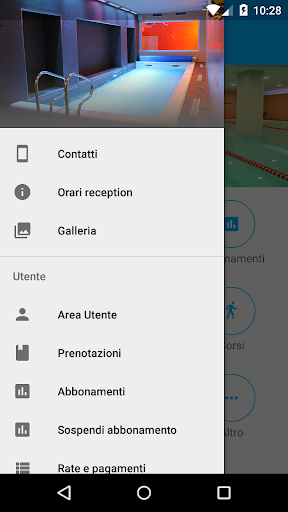 10:28
Contatti
Orari reception
Galleria
Utente
Area Utente
Prenotazioni
Abbonamenti
namenti
Sospendi abbonamento
orsi
Rate e pagamenti
Altro